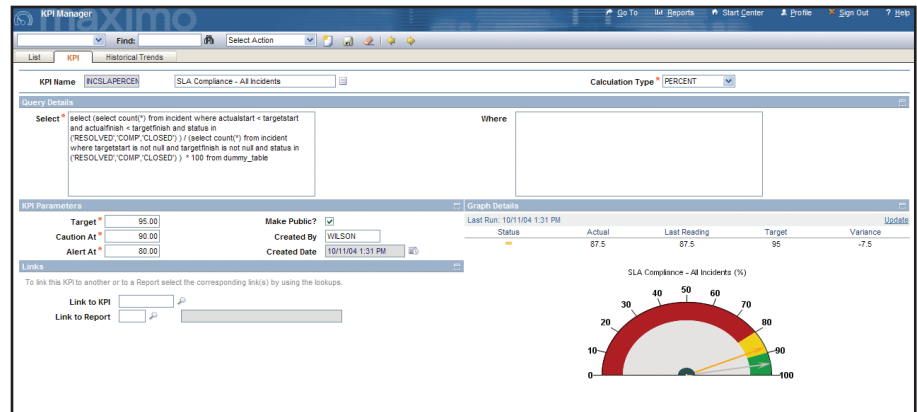 maximo
KPI Manager
Go To Reports Start Center Profile Sign Out ? Help
Find: Select Action
List KPI Historical Trends
KPI Name INCSLAPERCEN SLA Compliance - All Incidents Calculation Type * PERCENT
Query Details
Select * select (select count(*) from incident where actualstart < targetstart
and actualfinish < targetfinish and status in
('RESOLVED','COMP','CLOSED') ) / (select count(*) from incident
where targetstart is not null and targetfinish is not null and status in
('RESOLVED','COMP','CLOSED') ) * 100 from dummy_table
Where
KPI Parameters
Target * 95.00 Make Public?
Caution At * 90.00 Created By WILSON
Alert At * 80.00 Created Date 10/11/04 1:31 PM
Graph Details
Last Run: 10/11/04 1:31 PM Update
Status Actual Last Reading Target Variance
87.5 87.5 95 -7.5
Links
To link this KPI to another or to a Report select the corresponding link(s) by using the lookups.
Link to KPI
Link to Report
SLA Compliance - All Incidents (%)
0 10 20 30 40 50 60 70 80 90 100